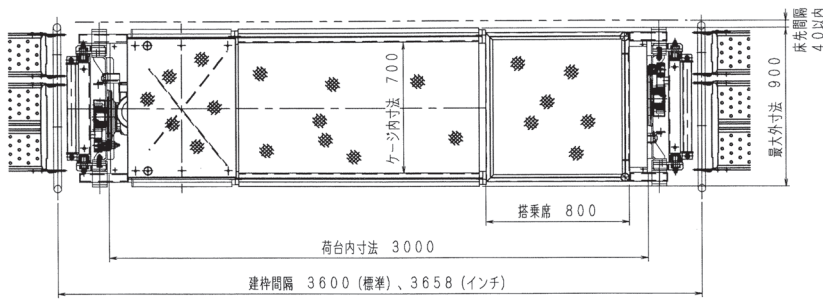 床先間隔
40以内
最大外寸法 900
ケージ内寸法 700
搭乗席 800
荷台内寸法 3000
建枠間隔 3600(標準)、3658(インチ)